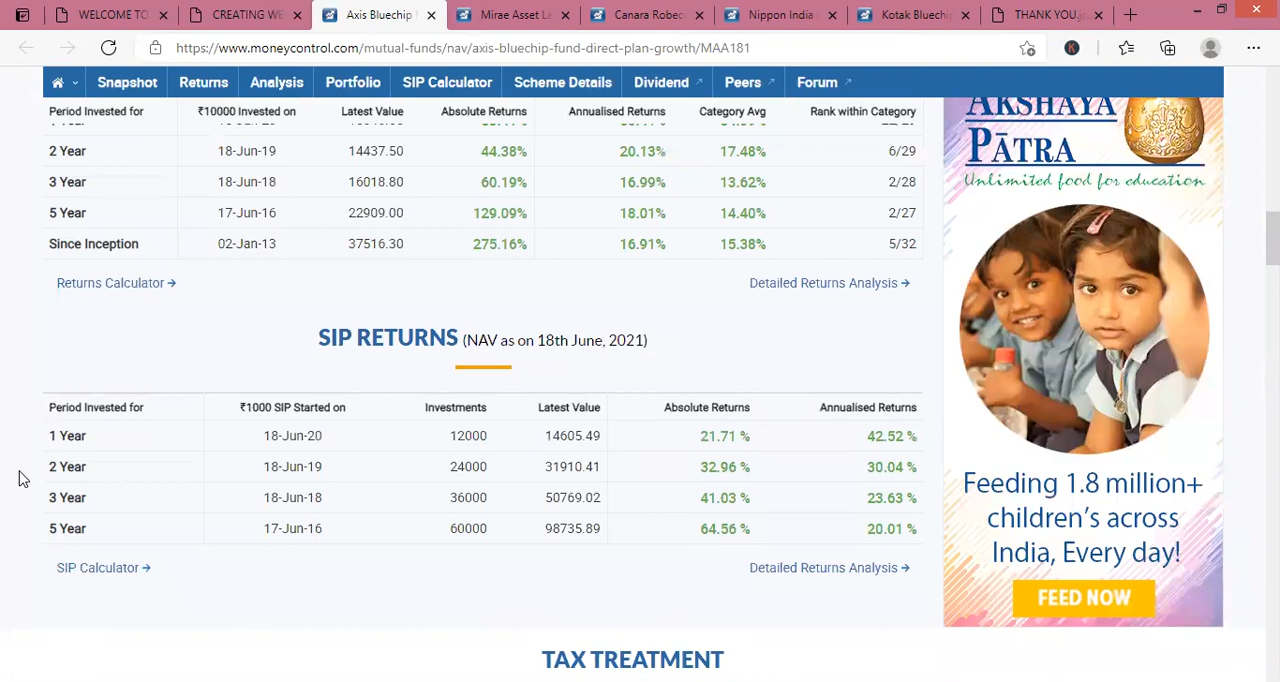 WELCOME TO
CREATING WE
Axis Bluechip f
Mirae Asset La
Canara Robec
Nippon India
Kotak Bluechi
THANK YOU.j
https://www.moneycontrol.com/mutual-funds/nav/axis-bluechip-fund-direct-plan-growth/MAA181
K
Snapshot Returns Analysis Portfolio SIP Calculator Scheme Details Dividend Peers Forum
Period Invested for ₹10000 Invested on Latest Value Absolute Returns Annualised Returns Category Avg Rank within Category
2 Year 18-Jun-19 14437.50 44.38% 20.13% 17.48% 6/29
3 Year 18-Jun-18 16018.80 60.19% 16.99% 13.62% 2/28
5 Year 17-Jun-16 22909.00 129.09% 18.01% 14.40% 2/27
Since Inception 02-Jan-13 37516.30 275.16% 16.91% 15.38% 5/32
Returns Calculator → Detailed Returns Analysis →
SIP RETURNS (NAV as on 18th June, 2021)
Period Invested for ₹1000 SIP Started on Investments Latest Value Absolute Returns Annualised Returns
1 Year 18-Jun-20 12000 14605.49 21.71 % 42.52 %
2 Year 18-Jun-19 24000 31910.41 32.96 % 30.04 %
3 Year 18-Jun-18 36000 50769.02 41.03 % 23.63 %
5 Year 17-Jun-16 60000 98735.89 64.56 % 20.01 %
SIP Calculator → Detailed Returns Analysis →
TAX TREATMENT
AKSHAYA
PĀTRA
Unlimited food for education
Feeding 1.8 million+
children's across
India, Every day!
FEED NOW